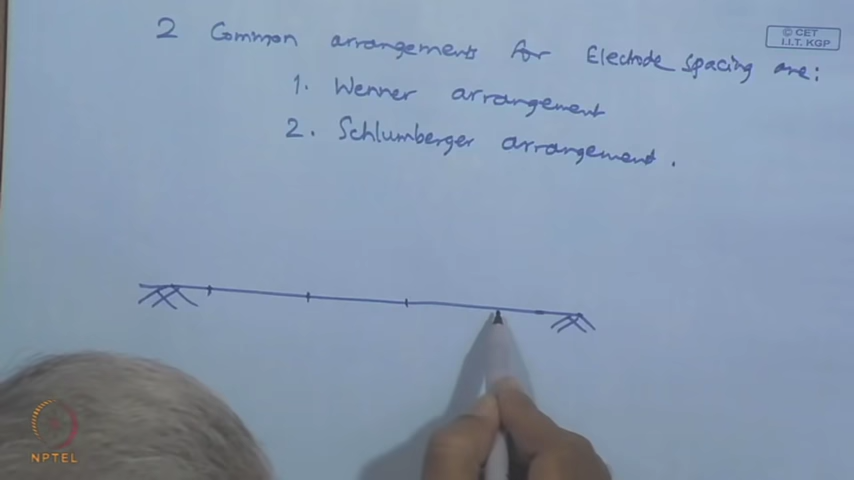 © CET
I.I.T. KGP
2 Common arrangements for Electrode spacing are:
1. Wenner arrangement
2. Schlumberger arrangement.
NPTEL